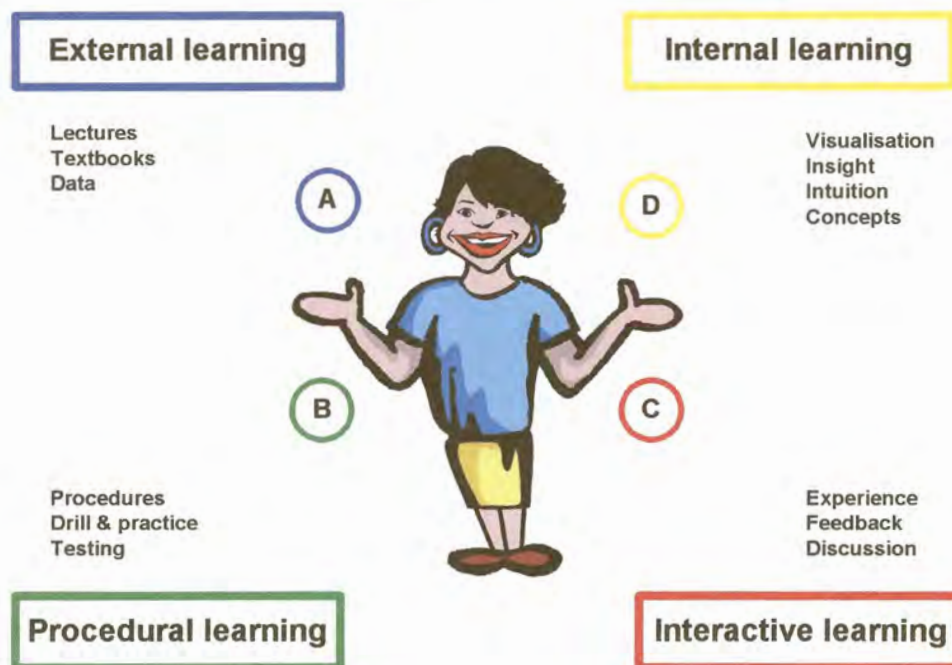 External learning
Internal learning
Lectures
Textbooks
Data
Visualisation
Insight
Intuition
Concepts
A
D
B
C
Procedures
Drill & practice
Testing
Experience
Feedback
Discussion
Procedural learning
Interactive learning